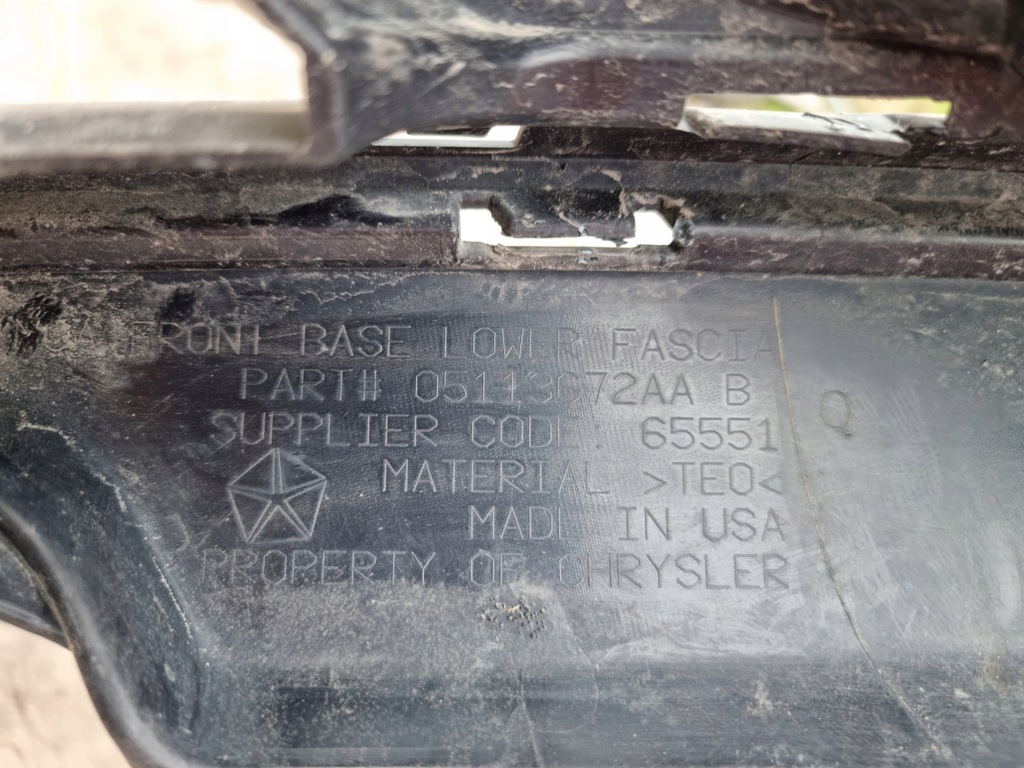 FRONT BASE LOWER FASCIA
PART# 05113672AA B
SUPPLIER CODE: 65551
MATERIAL >TEO<
MADE IN USA
PROPERTY OF CHRYSLER
Q